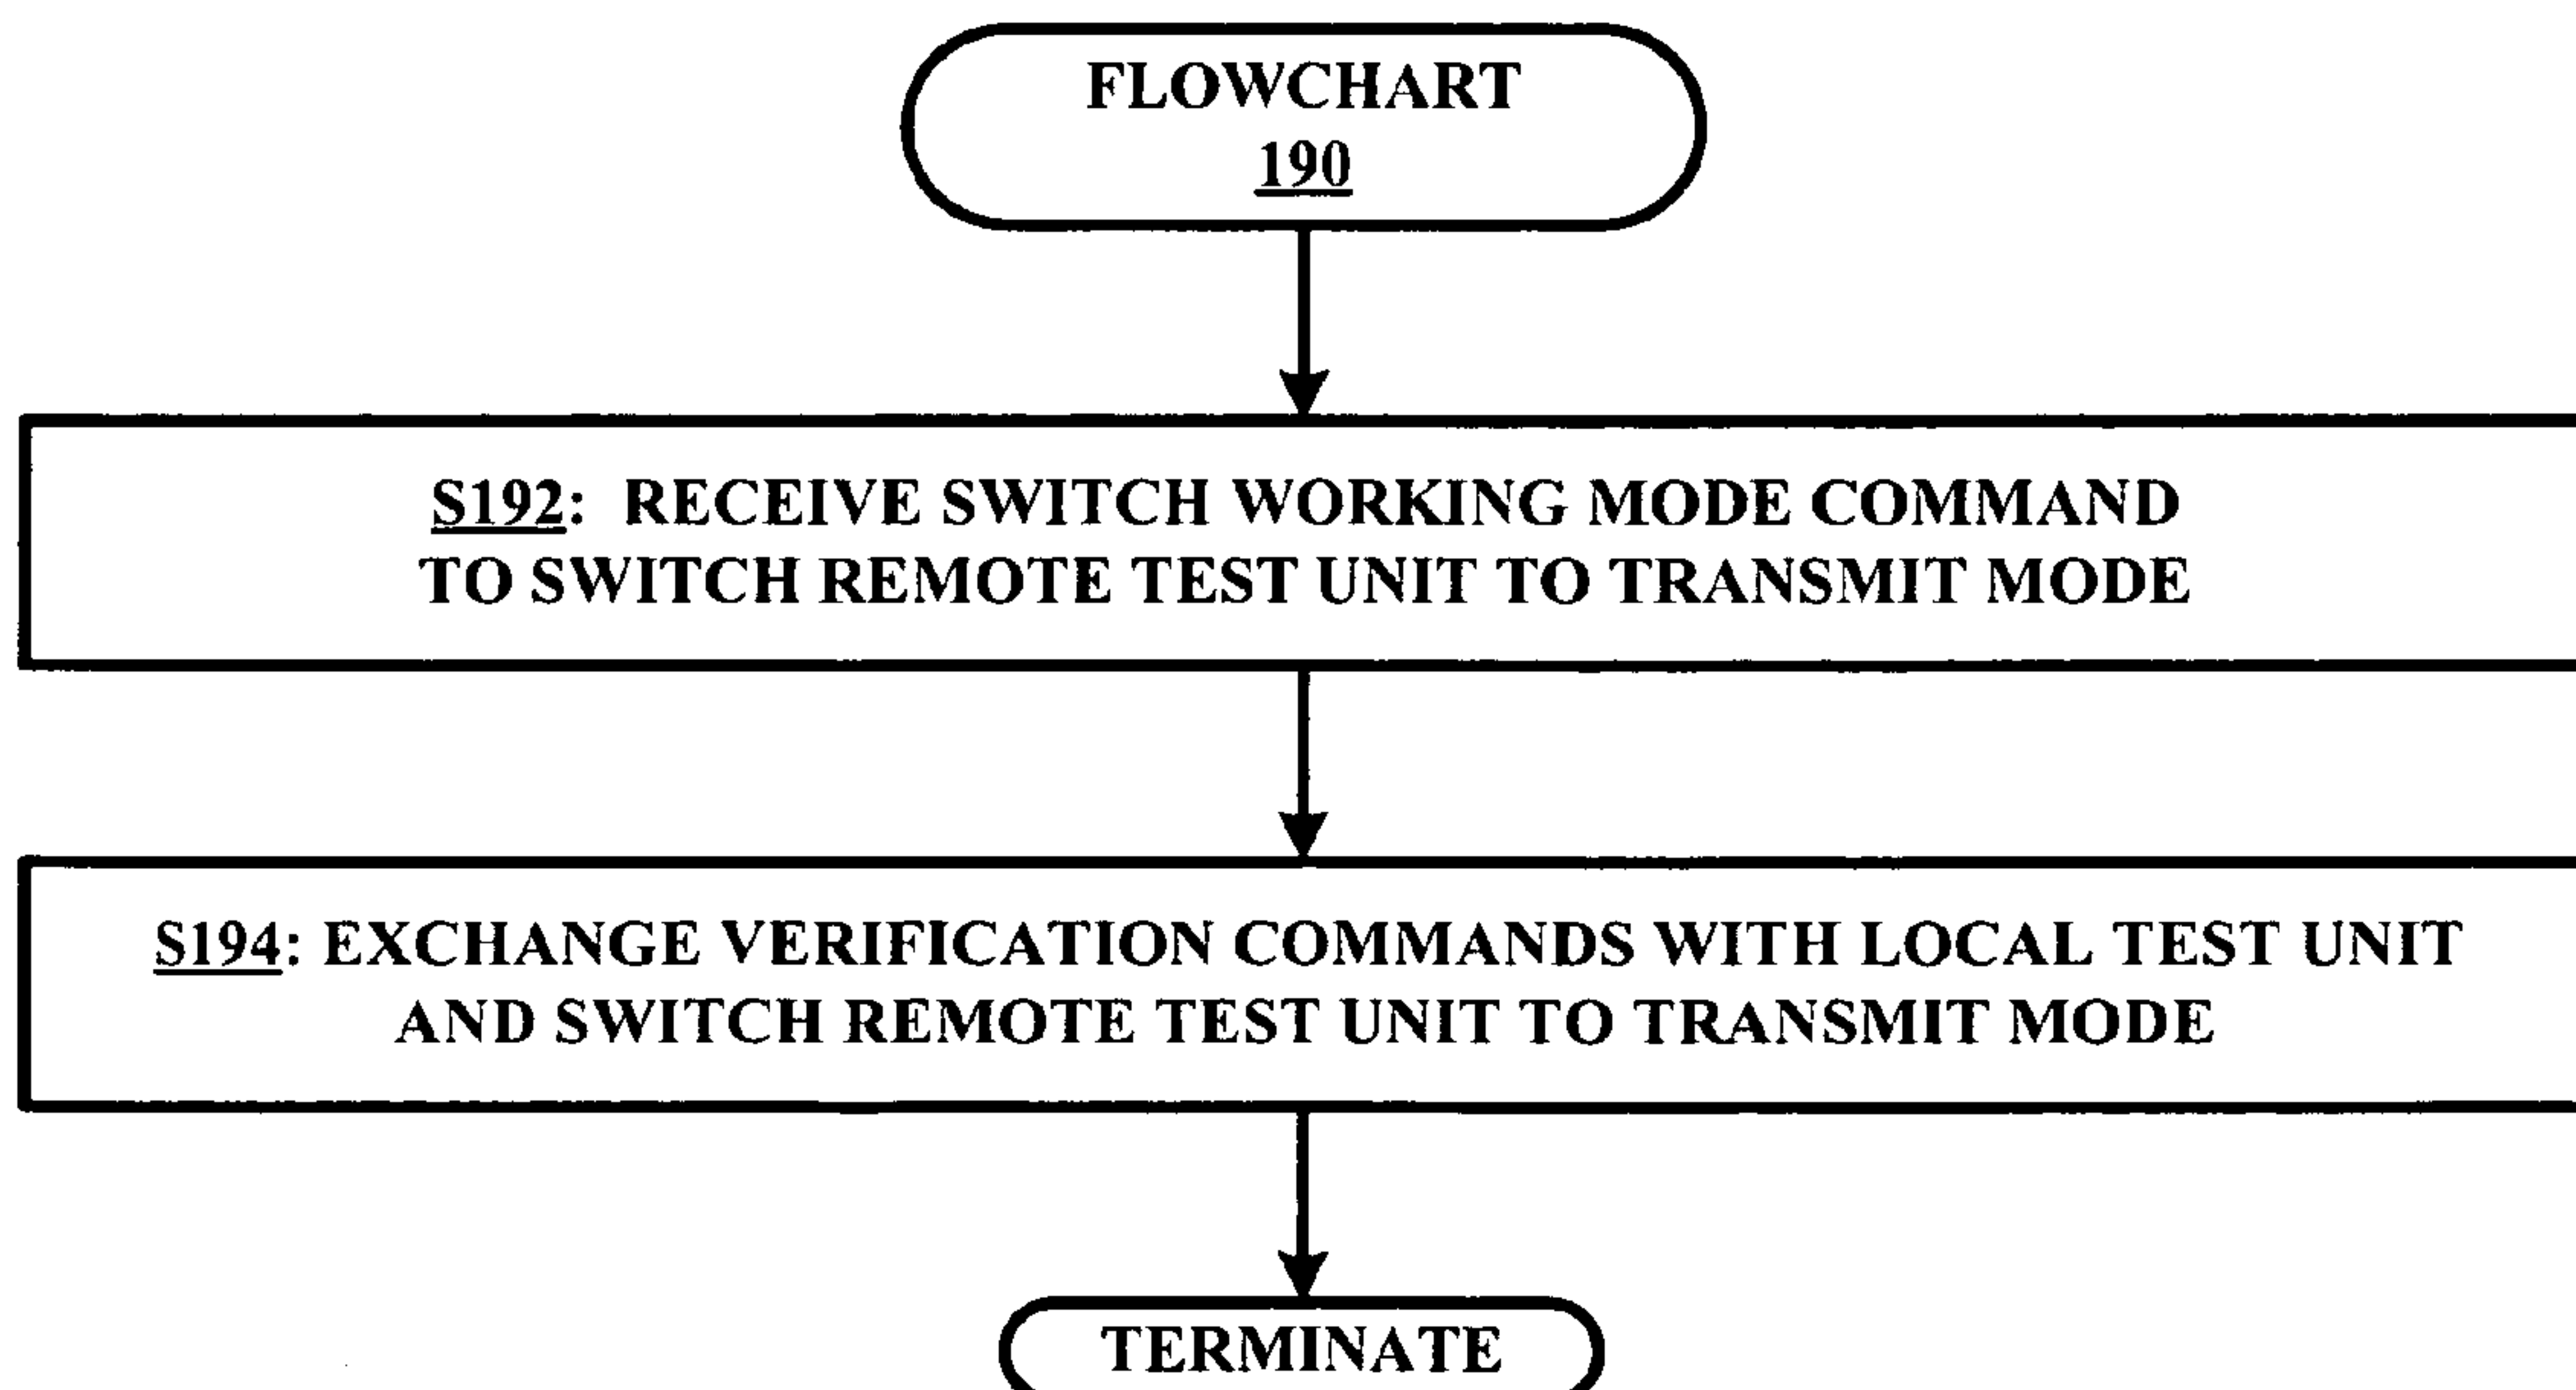 FLOWCHART
190
S192: RECEIVE SWITCH WORKING MODE COMMAND
TO SWITCH REMOTE TEST UNIT TO TRANSMIT MODE
S194: EXCHANGE VERIFICATION COMMANDS WITH LOCAL TEST UNIT
AND SWITCH REMOTE TEST UNIT TO TRANSMIT MODE
TERMINATE